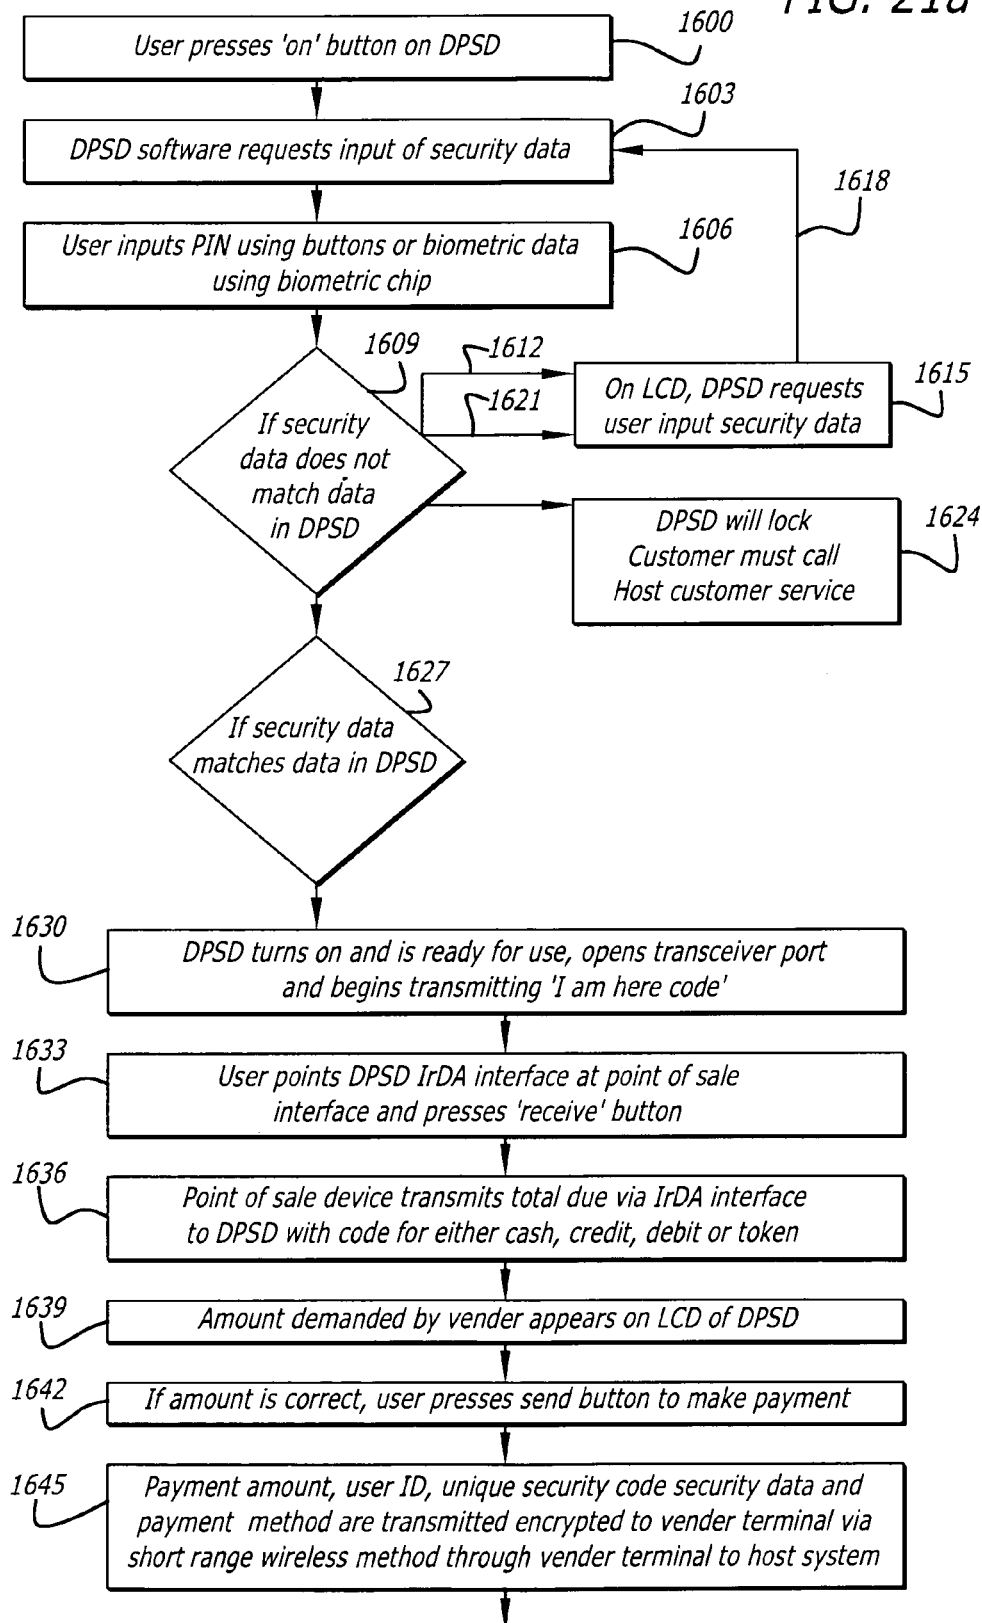 FIG. 21a
1600
User presses 'on' button on DPSD
1603
DPSD software requests input of security data
1618
1606
User inputs PIN using buttons or biometric data
using biometric chip
1609
1612
1621
1615
On LCD, DPSD requests
user input security data
If security
data does not
match data
in DPSD
1624
DPSD will lock
Customer must call
Host customer service
1627
If security data
matches data in DPSD
1630
DPSD turns on and is ready for use, opens transceiver port
and begins transmitting 'I am here code'
1633
User points DPSD IrDA interface at point of sale
interface and presses 'receive' button
1636
Point of sale device transmits total due via IrDA interface
to DPSD with code for either cash, credit, debit or token
1639
Amount demanded by vender appears on LCD of DPSD
1642
If amount is correct, user presses send button to make payment
1645
Payment amount, user ID, unique security code security data and
payment method are transmitted encrypted to vender terminal via
short range wireless method through vender terminal to host system